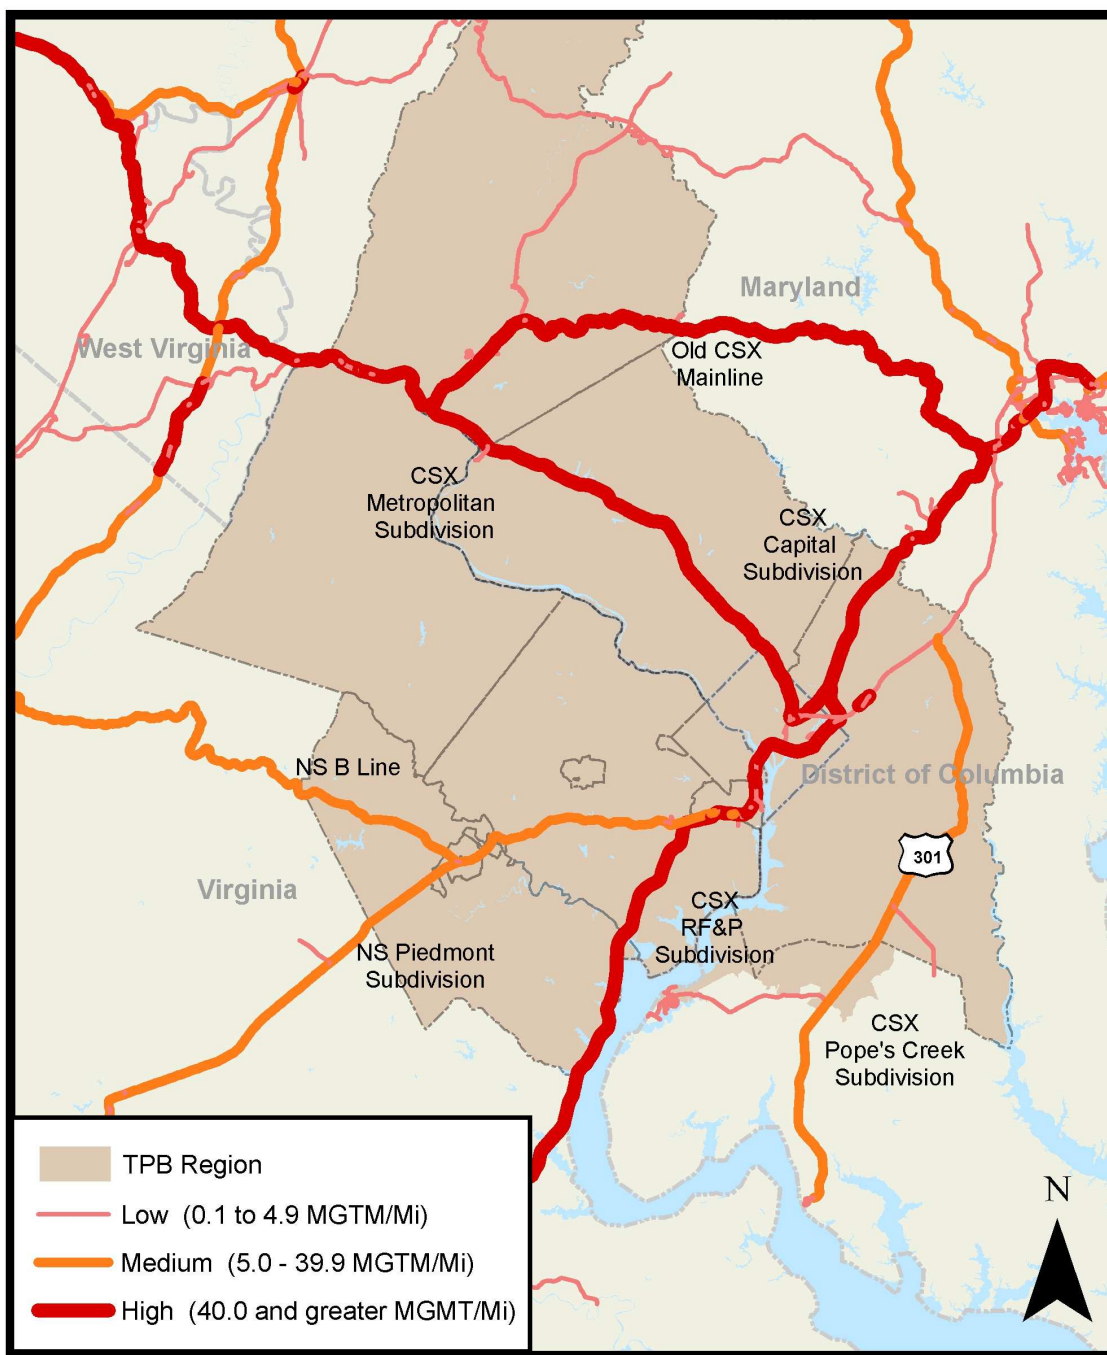 Maryland
West Virginia
Old CSX
Mainline
CSX
Metropolitan
Subdivision
CSX
Capital
Subdivision
NS B Line
District of Columbia
301
Virginia
CSX
RF&P
Subdivision
NS Piedmont
Subdivision
CSX
Pope's Creek
Subdivision
TPB Region
Low (0.1 to 4.9 MGTM/Mi)
Medium (5.0 - 39.9 MGTM/Mi)
High (40.0 and greater MGMT/Mi)
N